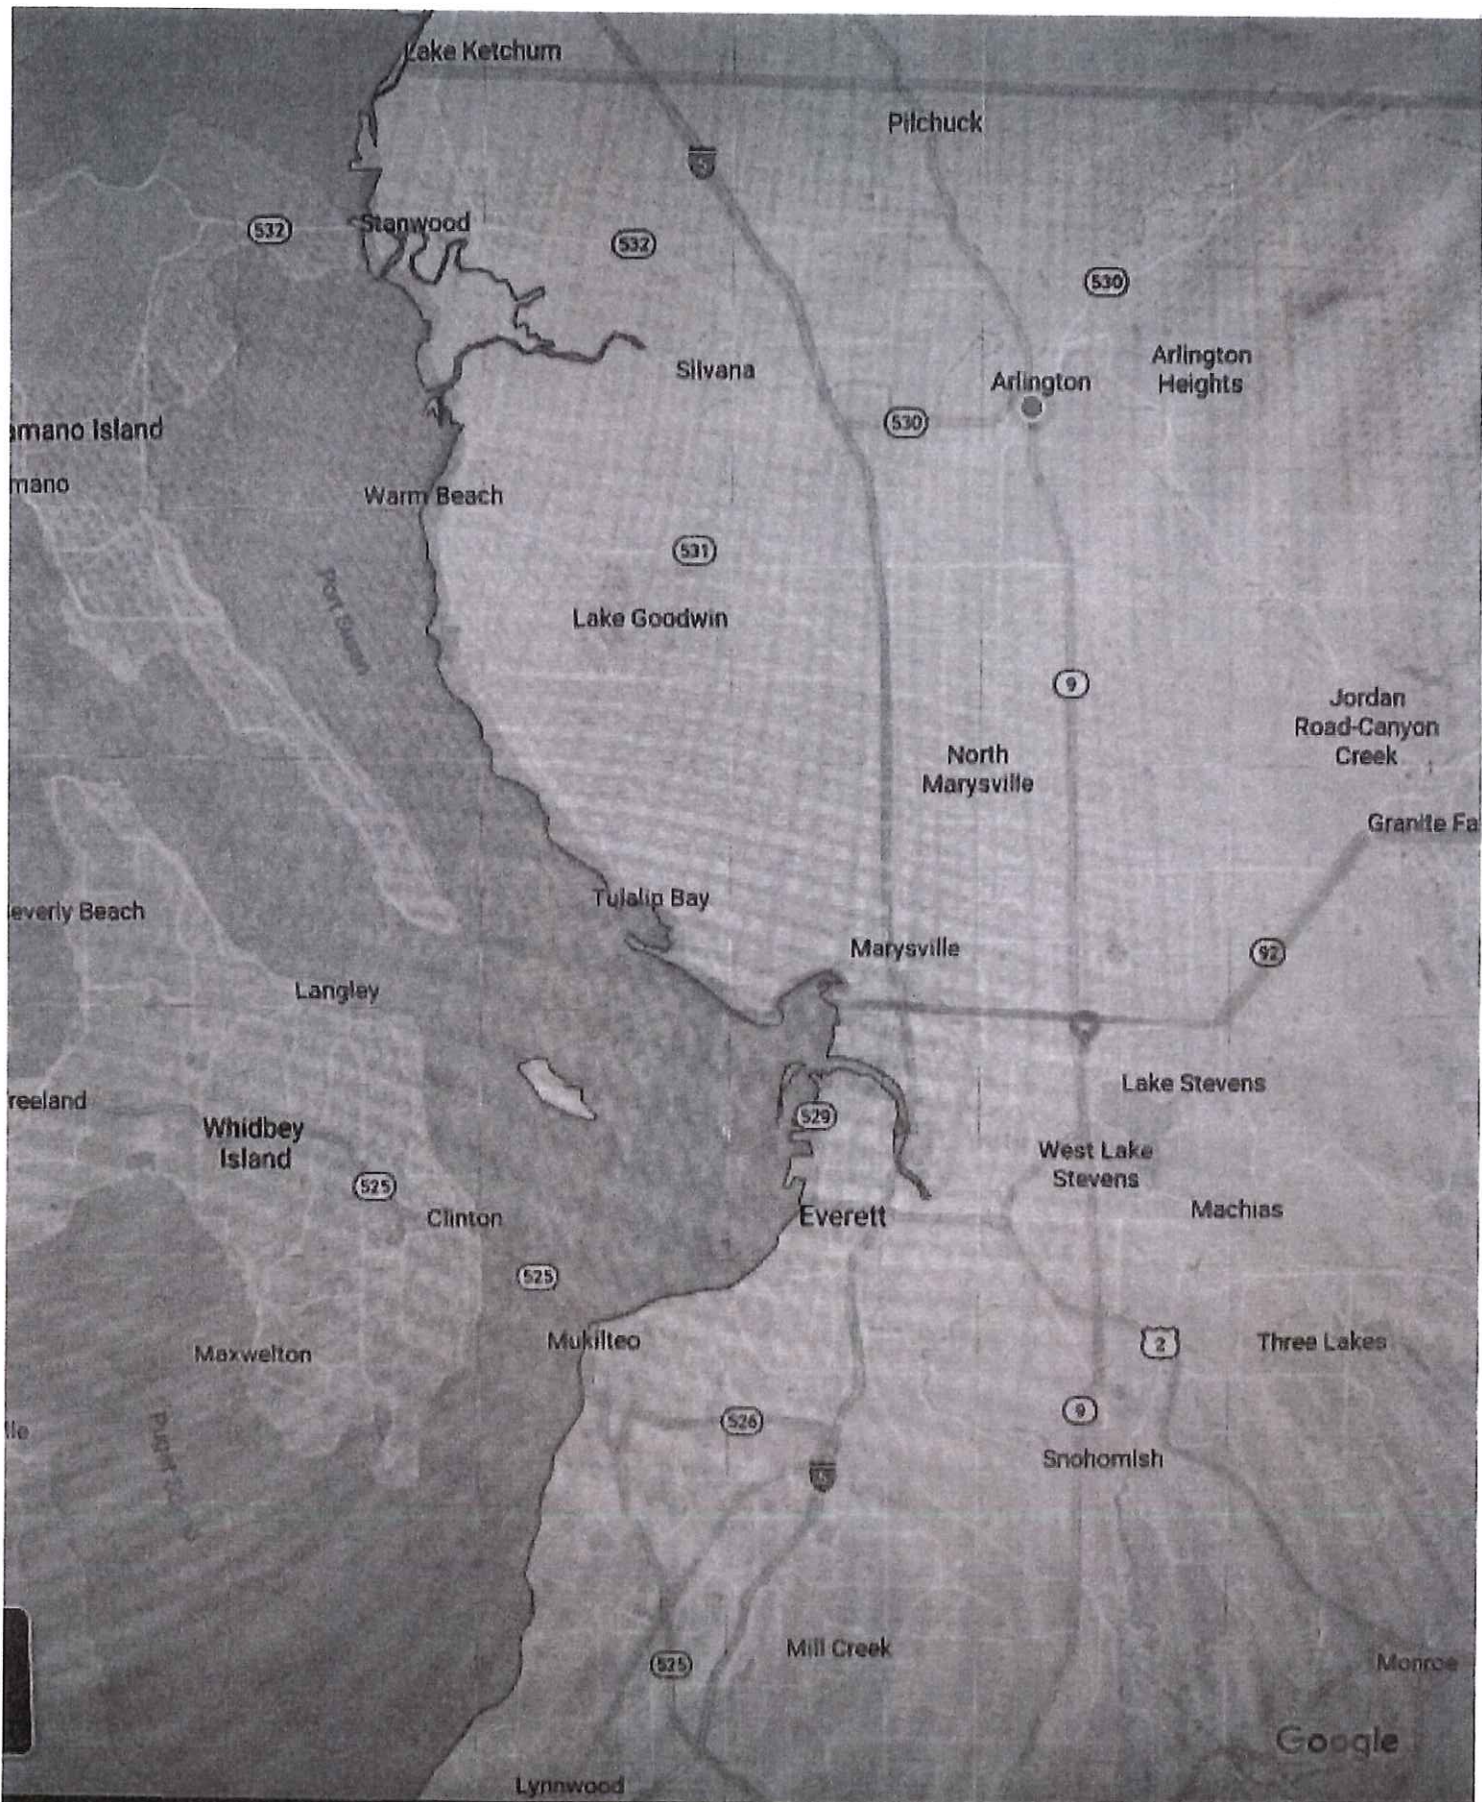 Lake Ketchum
Pilchuck
5
532
Stanwood
532
530
Silvana
Arlington
Arlington
Heights
530
amano Island
mano
Warm Beach
531
Port Susan
Lake Goodwin
9
Jordan
Road-Canyon
Creek
North
Marysville
Granite Fa
everly Beach
Tulalip Bay
Marysville
92
Langley
Lake Stevens
reeland
529
Whidbey
Island
West Lake
Stevens
525
Machias
Clinton
Everett
525
Mukilteo
2
Three Lakes
Maxwelton
9
526
lle
Snohomish
5
Mill Creek
525
Monroe
Google
Lynnwood